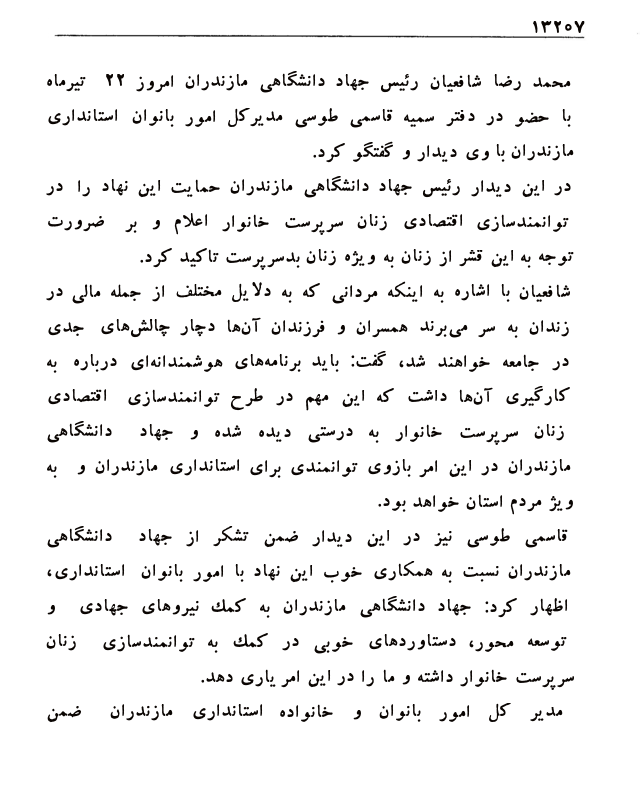 ۱۳۲۰۷
محمد رضا شافعیان رئیس جهاد دانشگاهی مازندران امروز ۲۲ تیرماه
با حضور در دفتر سمیه قاسمی طوسی مدیرکل امور بانوان استانداری
مازندران با وی دیدار و گفتگو کرد.
در این دیدار رئیس جهاد دانشگاهی مازندران حمایت این نهاد را در
توانمندسازی اقتصادی زنان سرپرست خانوار اعلام و بر ضرورت
توجه به این قشر از زنان به ویژه زنان بدسرپرست تاکید کرد.
شافعیان با اشاره به اینکه مردانی که به دلایل مختلف از جمله مالی در
زندان به سر می‌برند همسران و فرزندان آن‌ها دچار چالش‌های جدی
در جامعه خواهند شد، گفت: باید برنامه‌های هوشمندانه‌ای درباره به
کارگیری آن‌ها داشت که این مهم در طرح توانمندسازی اقتصادی
زنان سرپرست خانوار به درستی دیده شده و جهاد دانشگاهی
مازندران در این امر بازوی توانمندی برای استانداری مازندران و به
ویژ مردم استان خواهد بود.
قاسمی طوسی نیز در این دیدار ضمن تشکر از جهاد دانشگاهی
مازندران نسبت به همکاری خوب این نهاد با امور بانوان استانداری،
اظهار کرد: جهاد دانشگاهی مازندران به کمك نیروهای جهادی و
توسعه محور، دستاوردهای خوبی در کمك به توانمندسازی زنان
سرپرست خانوار داشته و ما را در این امر یاری دهد.
مدیر کل امور بانوان و خانواده استانداری مازندران ضمن